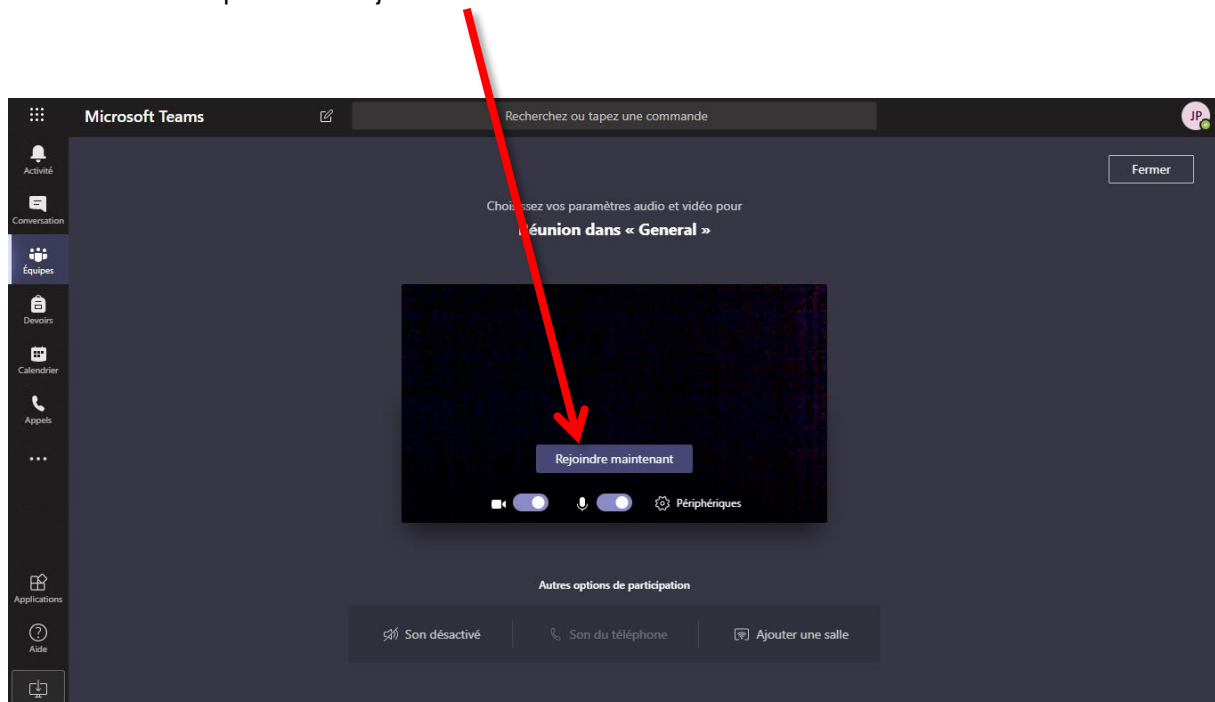 Microsoft Teams
Recherchez ou tapez une commande
JP
Activité
Conversation
Équipes
Devoirs
Calendrier
Appels
Applications
Aide
Fermer
Choisissez vos paramètres audio et vidéo pour
Réunion dans « General »
Rejoindre maintenant
Périphériques
Autres options de participation
Son désactivé
Son du téléphone
Ajouter une salle